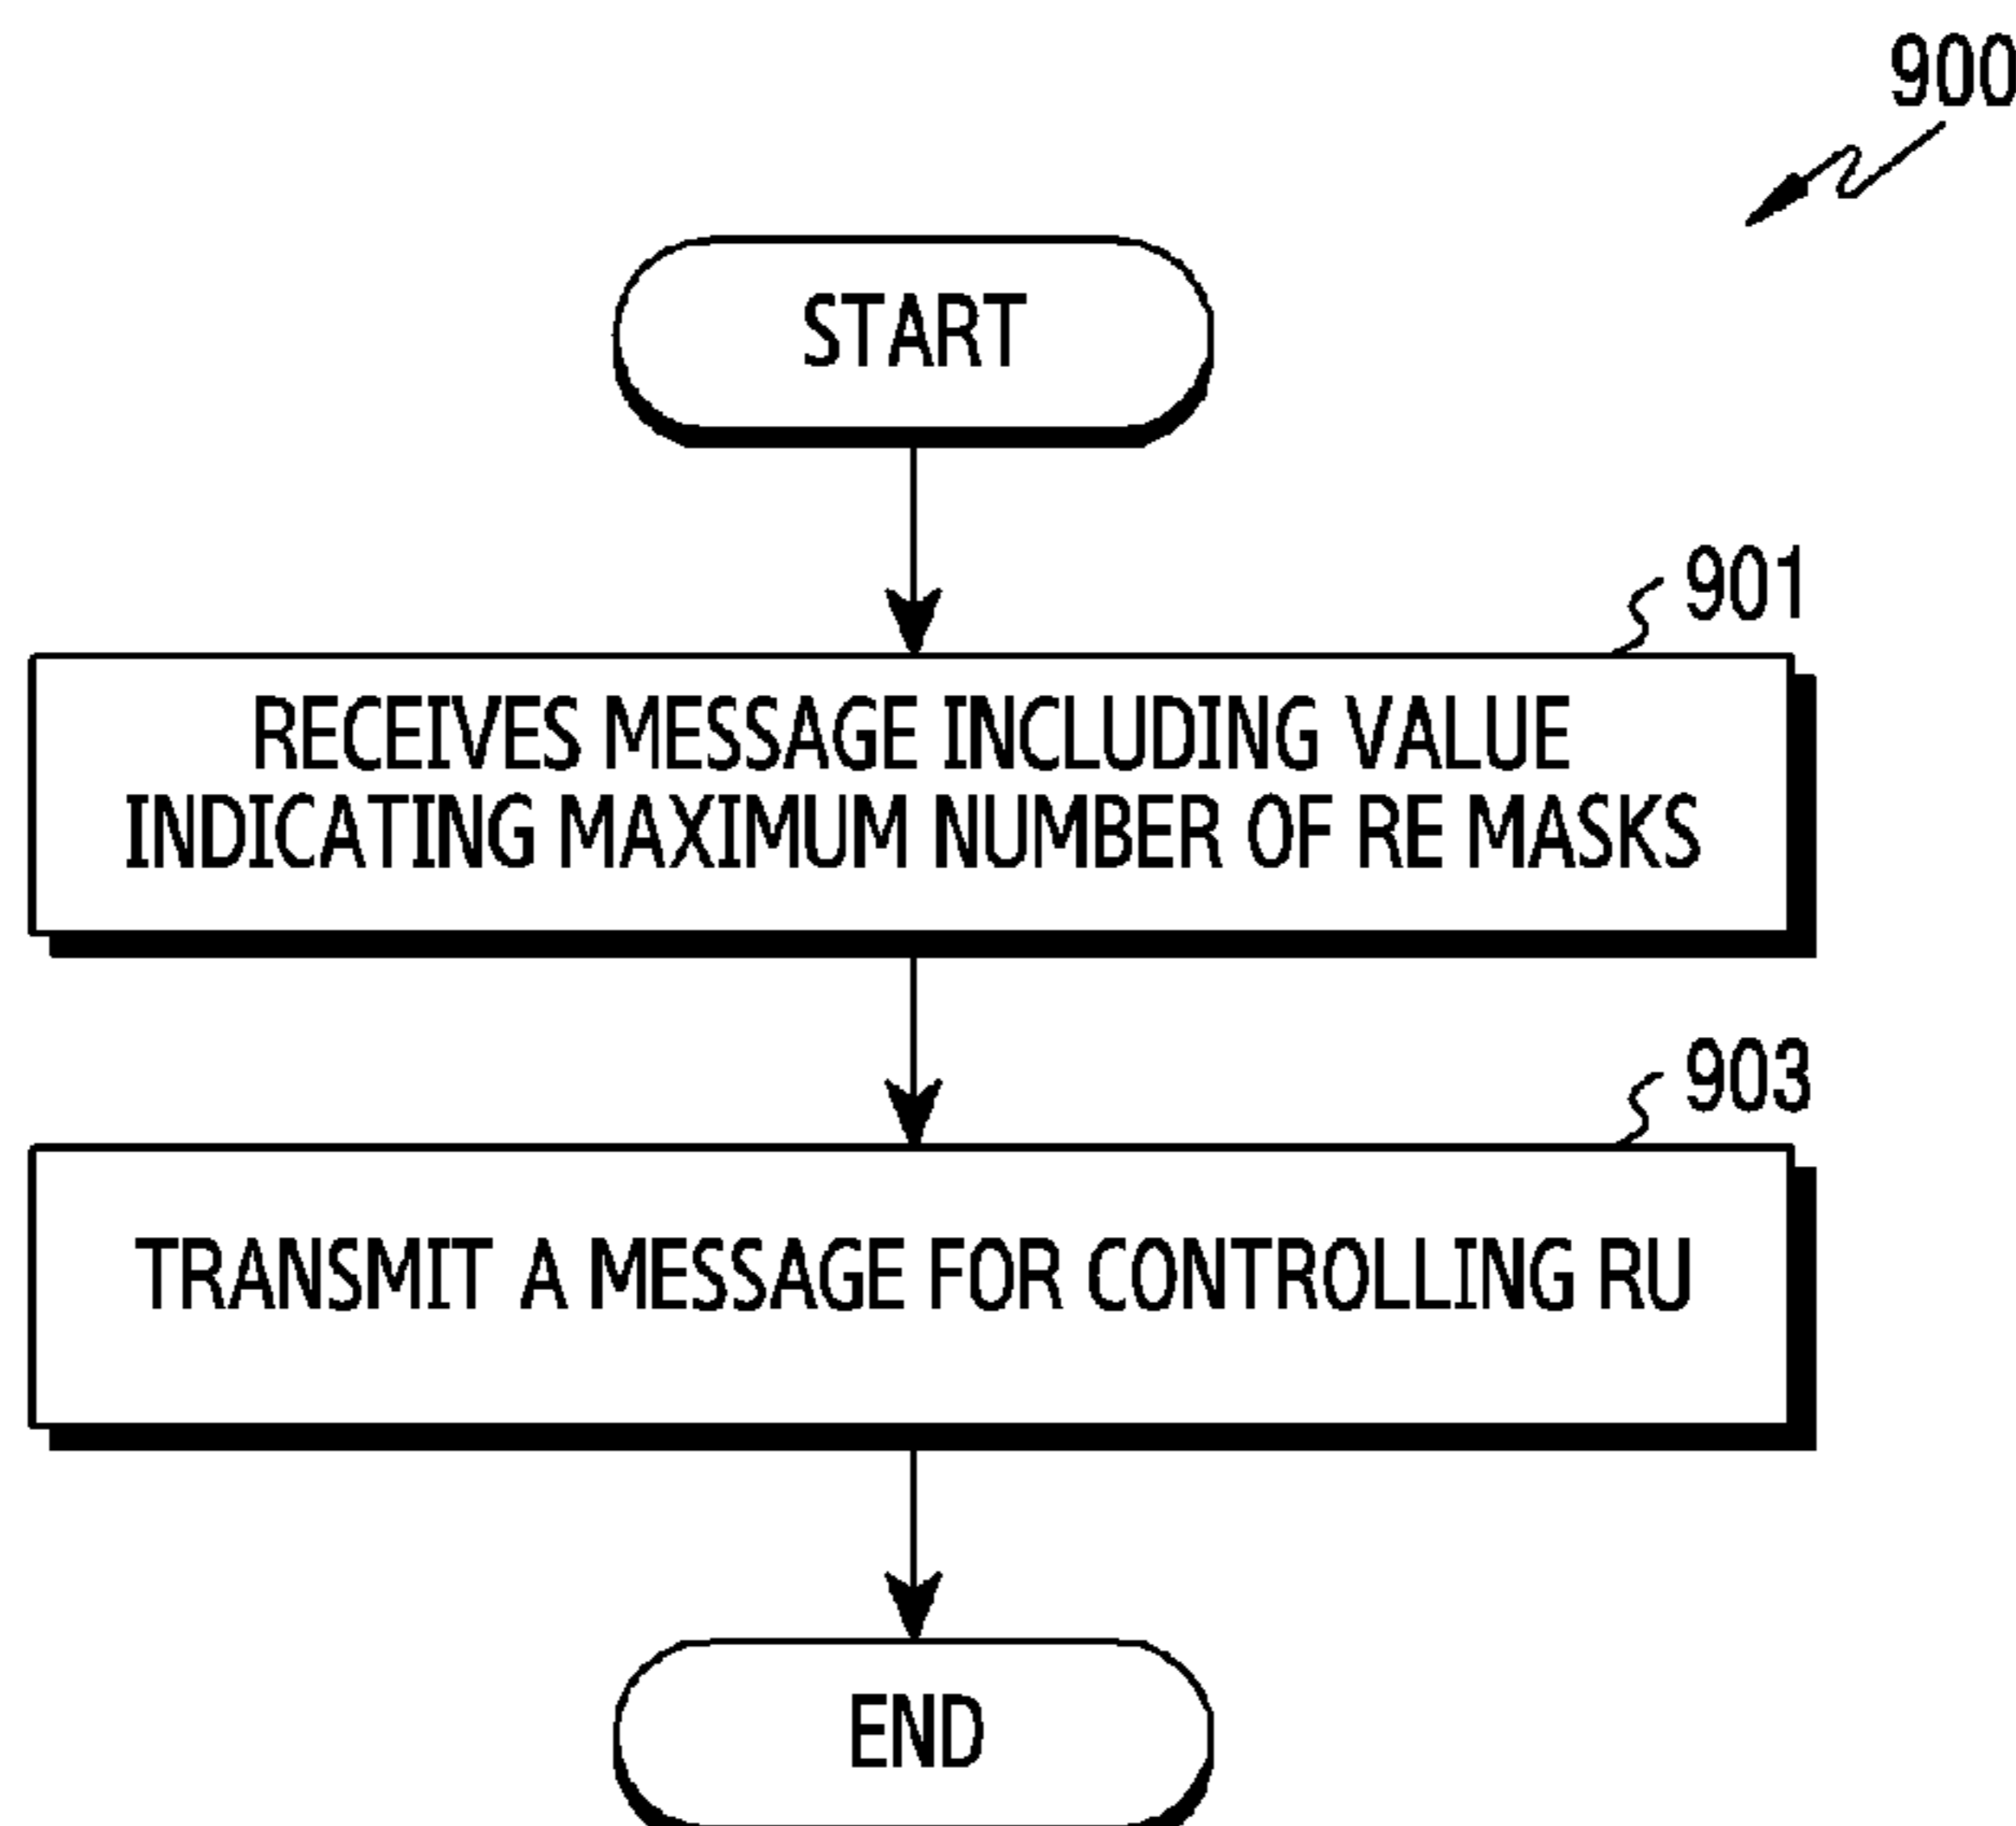 900
START
901
RECEIVES MESSAGE INCLUDING VALUE
INDICATING MAXIMUM NUMBER OF RE MASKS
903
TRANSMIT A MESSAGE FOR CONTROLLING RU
END